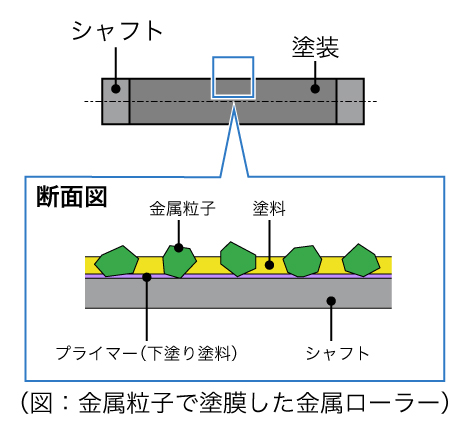 シャフト
塗装
断面図
金属粒子
塗料
プライマー(下塗り塗料)
シャフト
(図：金属粒子で塗膜した金属ローラー)